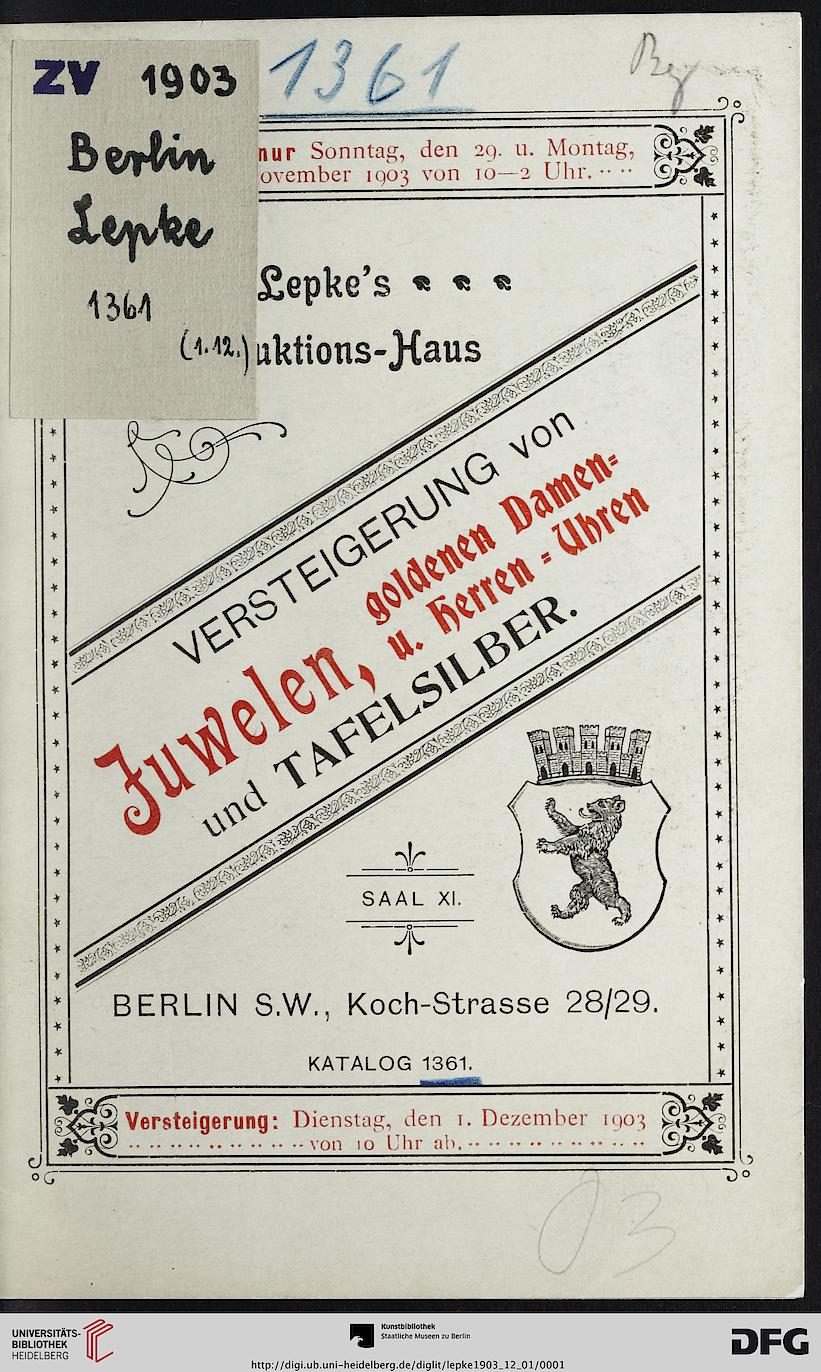 ZV 1903
Berlin
Lepke
1361
(1.12.)
1361
nur Sonntag, den 29. u. Montag,
ovember 1903 von 10—2 Uhr.
Lepke's
uktions-Haus
VERSTEIGERUNG von
Juwelen, goldenen Damen-
u. Herren-Uhren
und TAFELSILBER.
SAAL XI.
BERLIN S.W., Koch-Strasse 28/29.
KATALOG 1361.
Versteigerung: Dienstag, den 1. Dezember 1903
von 10 Uhr ab.
UNIVERSITÄTS-
BIBLIOTHEK
HEIDELBERG
Kunstbibliothek
Staatliche Museen zu Berlin
DFG
http://digi.ub.uni-heidelberg.de/diglit/lepke1903_12_01/0001